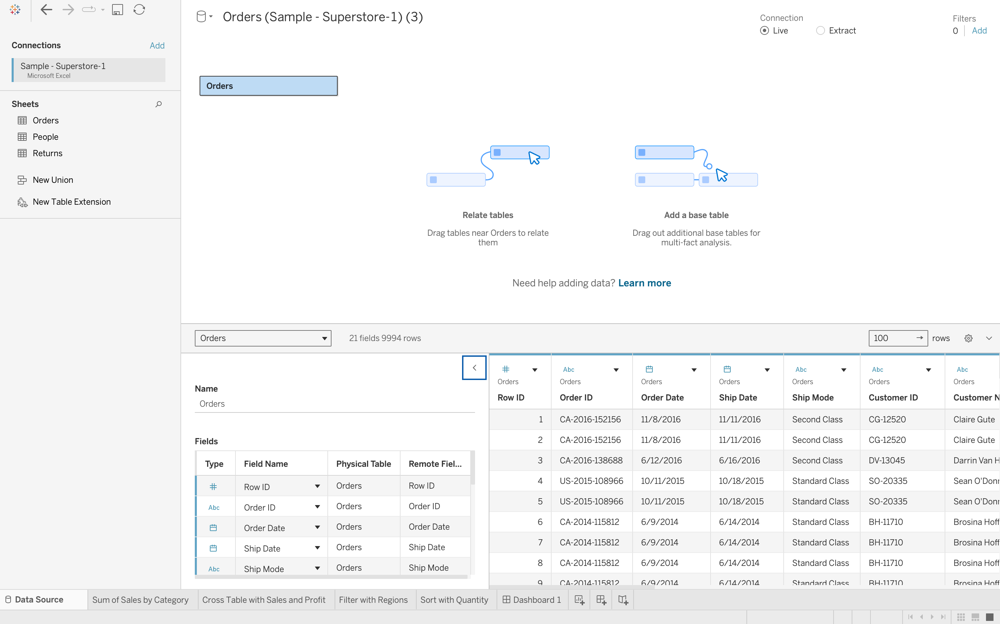 Orders (Sample - Superstore-1) (3)
Connection
Live
Extract
Filters
0
Add
Connections
Add
Sample - Superstore-1
Microsoft Excel
Sheets
Orders
People
Returns
New Union
New Table Extension
Orders
Relate tables
Drag tables near Orders to relate
them
Add a base table
Drag out additional base tables for
multi-fact analysis.
Need help adding data? Learn more
Orders
21 fields 9994 rows
100
rows
Name
Orders
Fields
Type Field Name Physical Table Remote Fiel...
Row ID Orders Row ID
Abc Order ID Orders Order ID
Order Date Orders Order Date
Ship Date Orders Ship Date
Abc Ship Mode Orders Ship Mode
Abc Abc Abc Abc
Orders Orders Orders Orders Orders Orders Orders
Row ID Order ID Order Date Ship Date Ship Mode Customer ID Customer N
1 CA-2016-152156 11/8/2016 11/11/2016 Second Class CG-12520 Claire Gute
2 CA-2016-152156 11/8/2016 11/11/2016 Second Class CG-12520 Claire Gute
3 CA-2016-138688 6/12/2016 6/16/2016 Second Class DV-13045 Darrin Van H
4 US-2015-108966 10/11/2015 10/18/2015 Standard Class SO-20335 Sean O'Donn
5 US-2015-108966 10/11/2015 10/18/2015 Standard Class SO-20335 Sean O'Donn
6 CA-2014-115812 6/9/2014 6/14/2014 Standard Class BH-11710 Brosina Hoff
7 CA-2014-115812 6/9/2014 6/14/2014 Standard Class BH-11710 Brosina Hoff
8 CA-2014-115812 6/9/2014 6/14/2014 Standard Class BH-11710 Brosina Hoff
9 CA-2014-115812 6/9/2014 6/14/2014 Standard Class BH-11710 Brosina Hoff
Data Source Sum of Sales by Category Cross Table with Sales and Profit Filter with Regions Sort with Quantity Dashboard 1